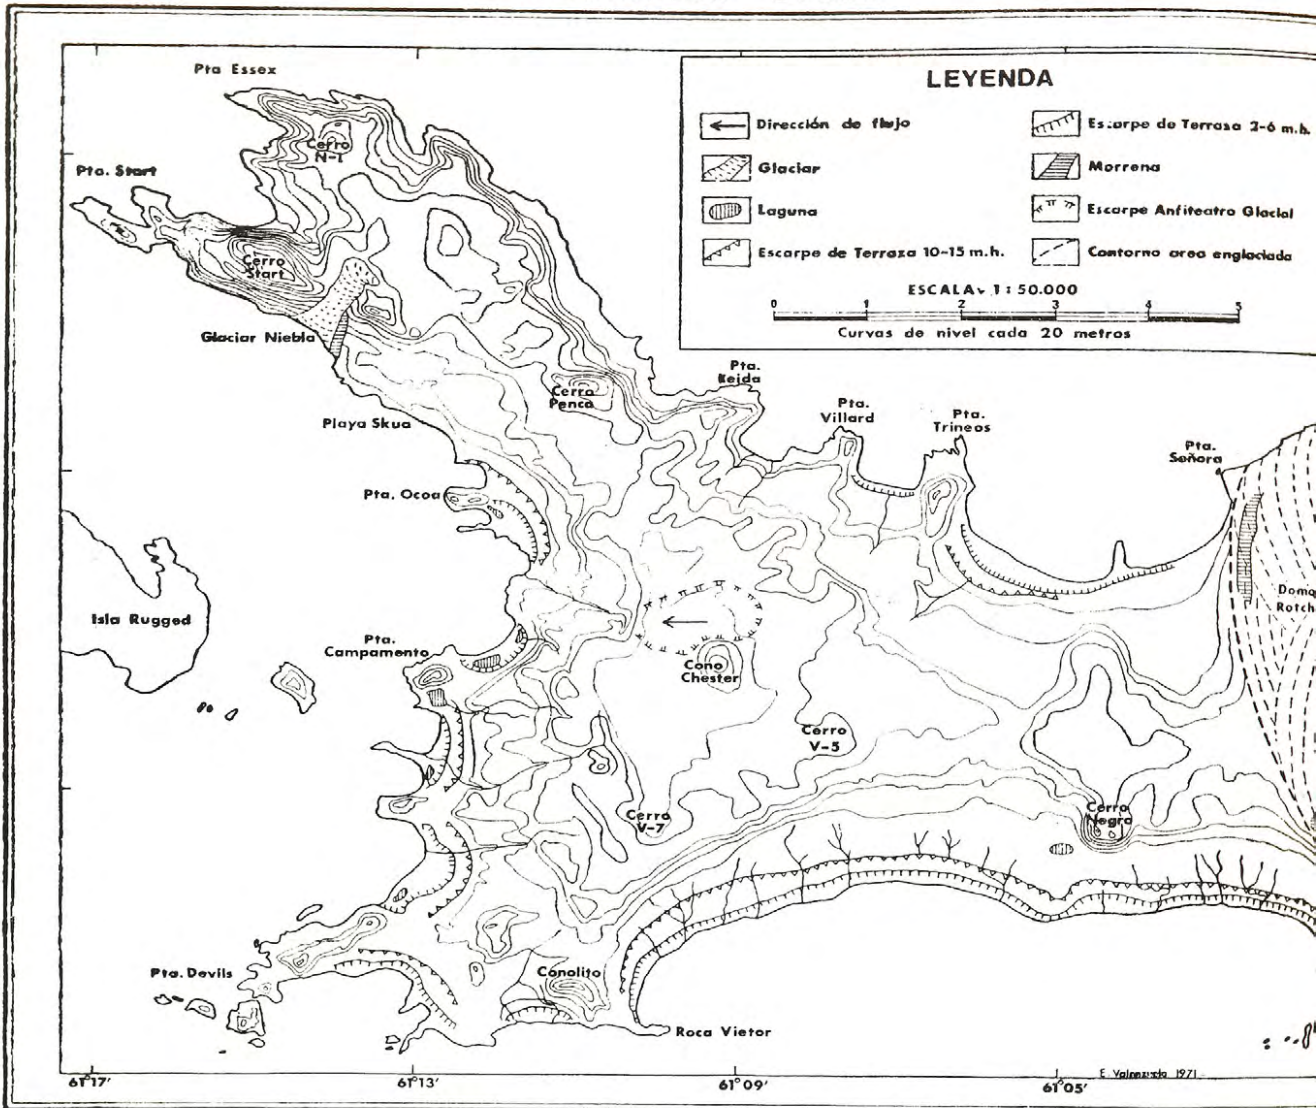 LEYENDA
Dirección de flujo
Escarpe de Terraza 2-6 m.h.
Glaciar
Morrena
Laguna
Escarpe Anfiteatro Glacial
Escarpe de Terraza 10-15 m.h.
Contorno area englaciada
ESCALA 1 : 50.000
0 1 2 3 4 5
Curvas de nivel cada 20 metros
Pta Essex
Cerro
N-1
Pta. Start
Cerro
Start
Glaciar Niebla
Cerro
Penca
Pta.
Pta.
Villard
Pta.
Trineos
Playa Skua
Pta.
Señora
Pta. Ocoa
Isla Rugged
Pta.
Campamento
Cono
Chester
Cerro
V-5
Cerro
V-7
Cerro
Negro
Pta. Devils
Conolito
Roca Vietor
61°17'
61°13'
61°09'
61°05'
E. Valenzuela 1971